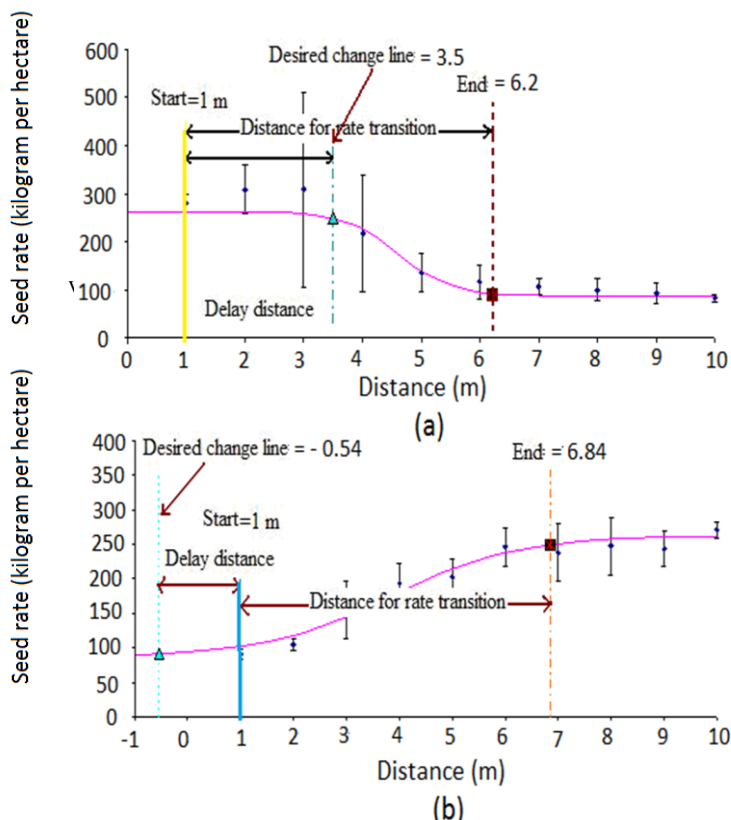 Seed rate (kilogram per hectare)
600
500
400
300
200
100
0
Desired change line = 3.5
End = 6.2
Start=1 m
Distance for rate transition
Delay distance
0 1 2 3 4 5 6 7 8 9 10
Distance (m)
(a)
Seed rate (kilogram per hectare)
400
350
300
250
200
150
100
50
0
Desired change line = - 0.54
End = 6.84
Start=1 m
Delay distance
Distance for rate transition
-1 0 1 2 3 4 5 6 7 8 9 10
Distance (m)
(b)